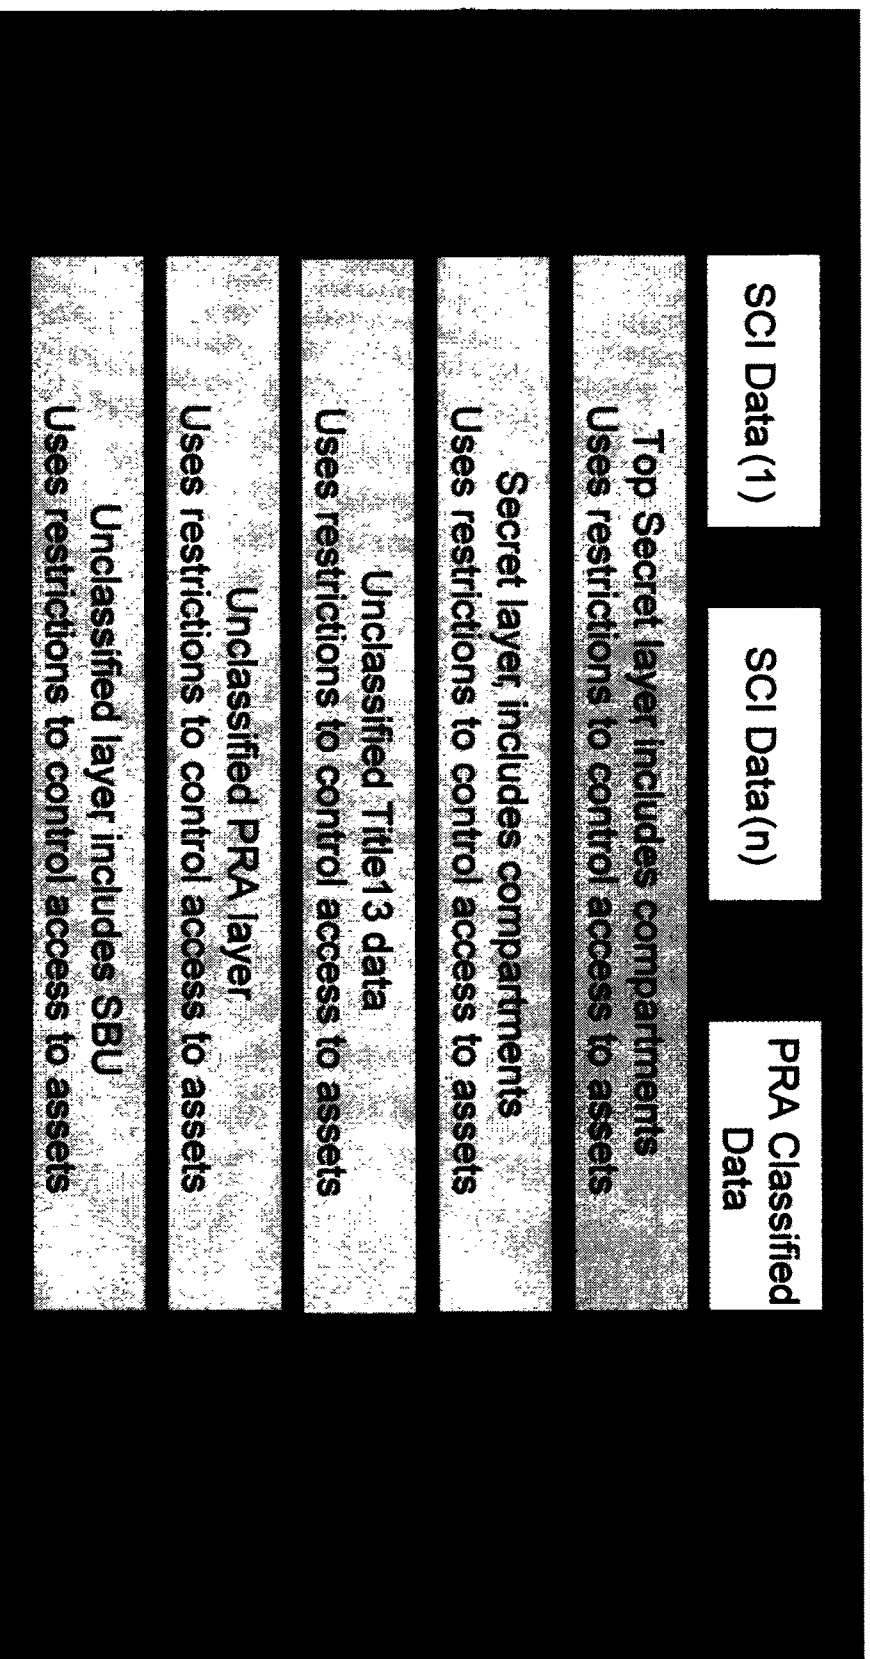 SCI Data (1)
SCI Data (n)
PRA Classified
Data
Top Secret layer includes compartments
Uses restrictions to control access to assets
Secret layer, includes compartments
Uses restrictions to control access to assets
Unclassified Title13 data
Uses restrictions to control access to assets
Unclassified PRA layer
Uses restrictions to control access to assets
Unclassified layer includes SBU
Uses restrictions to control access to assets